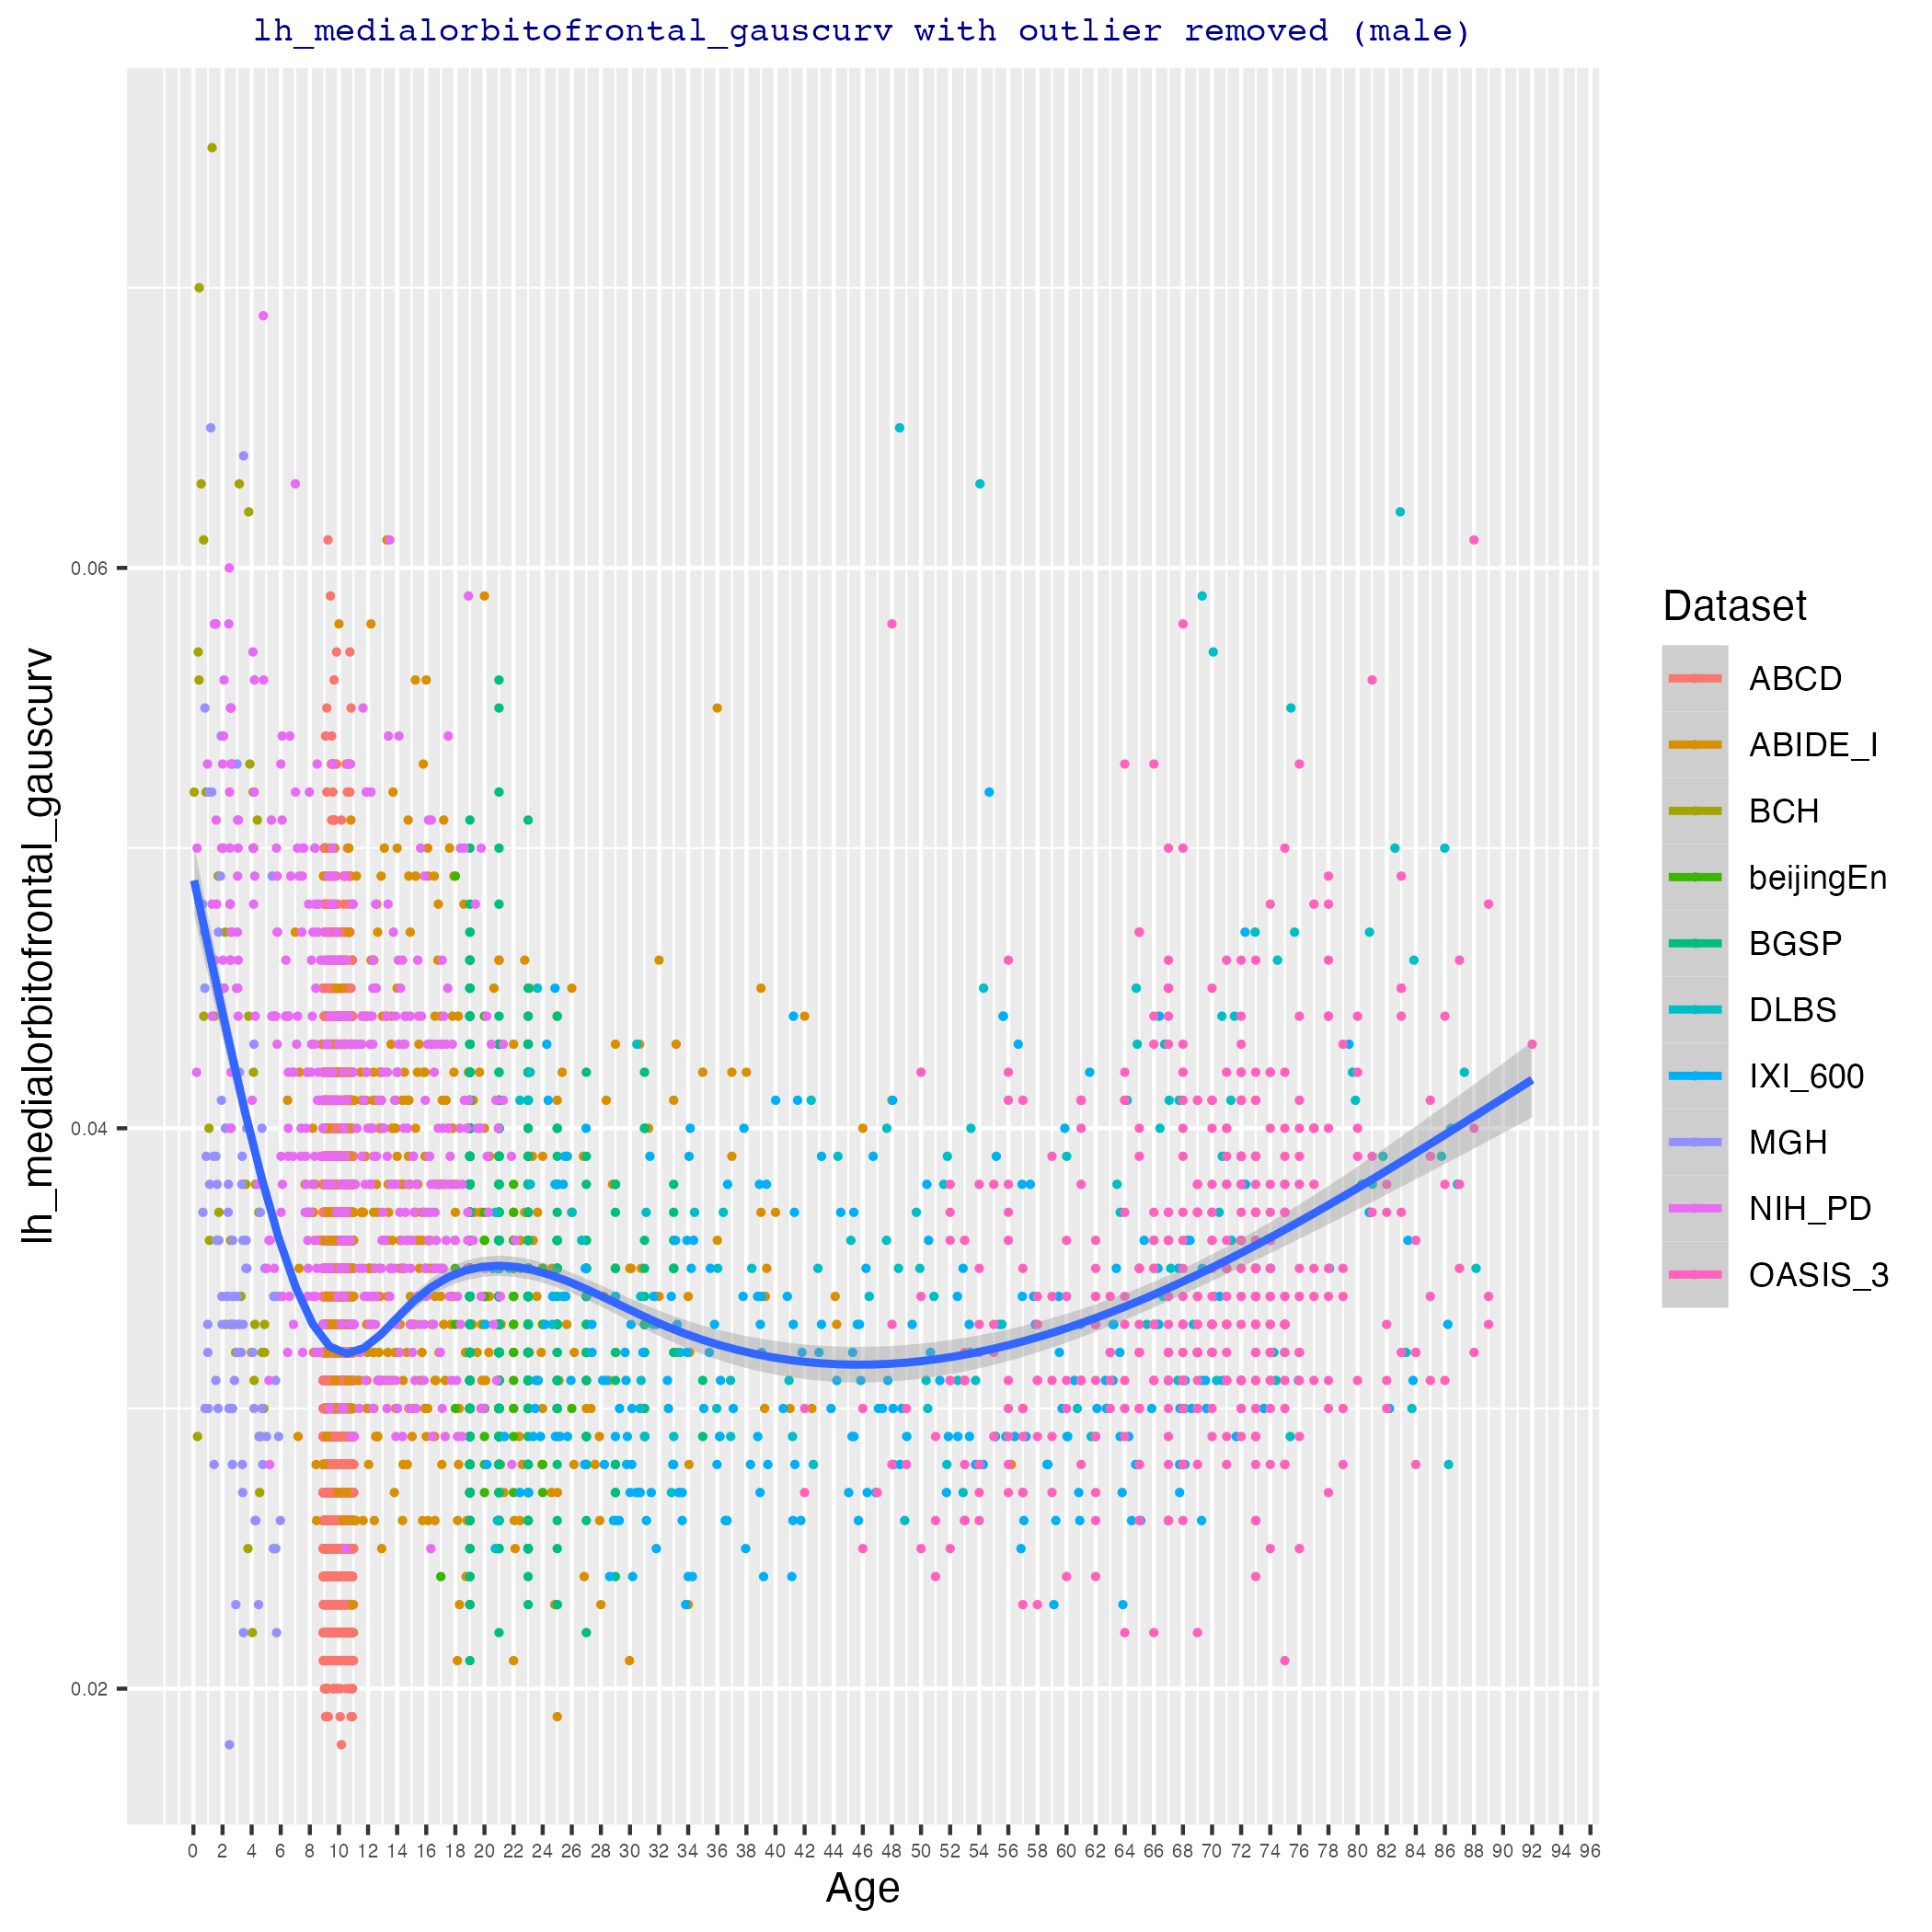 lh_medialorbitofrontal_gauscurv with outlier removed (male)
lh_medialorbitofrontal_gauscurv
0.06
0.04
0.02
0 2 4 6 8 10 12 14 16 18 20 22 24 26 28 30 32 34 36 38 40 42 44 46 48 50 52 54 56 58 60 62 64 66 68 70 72 74 76 78 80 82 84 86 88 90 92 94 96
Age
Dataset
ABCD
ABIDE_I
BCH
beijingEn
BGSP
DLBS
IXI_600
MGH
NIH_PD
OASIS_3